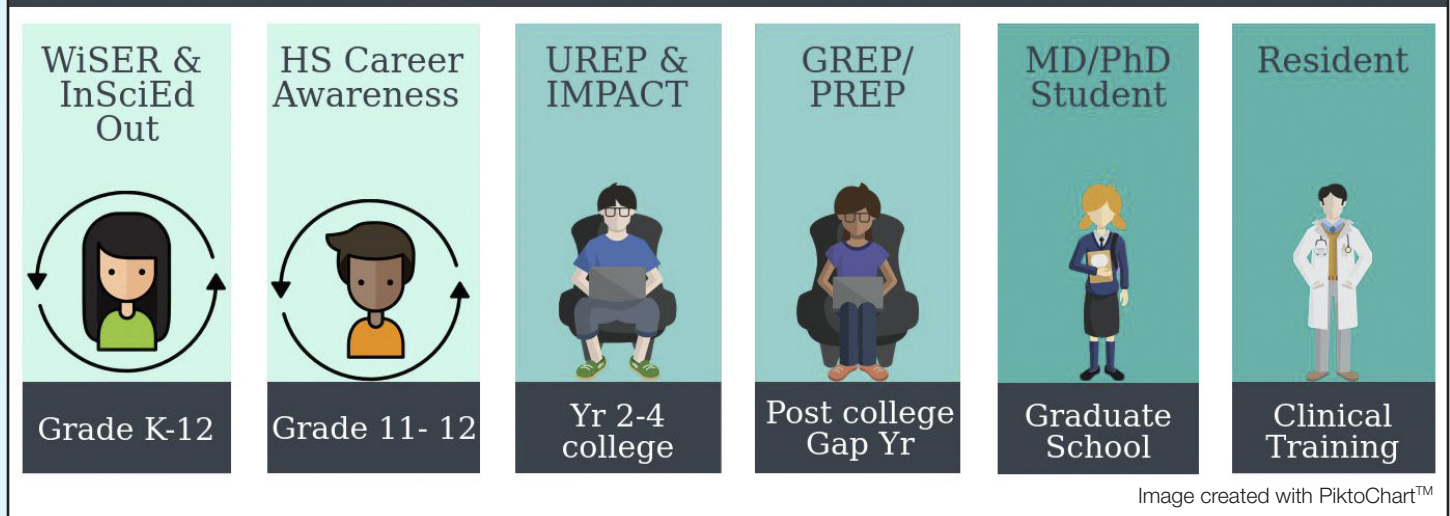 WiSER &
InSciEd
Out
Grade K-12
HS Career
Awareness
Grade 11- 12
UREP &
IMPACT
Yr 2-4
college
GREP/
PREP
Post college
Gap Yr
MD/PhD
Student
Graduate
School
Resident
Clinical
Training
Image created with PiktoChart™